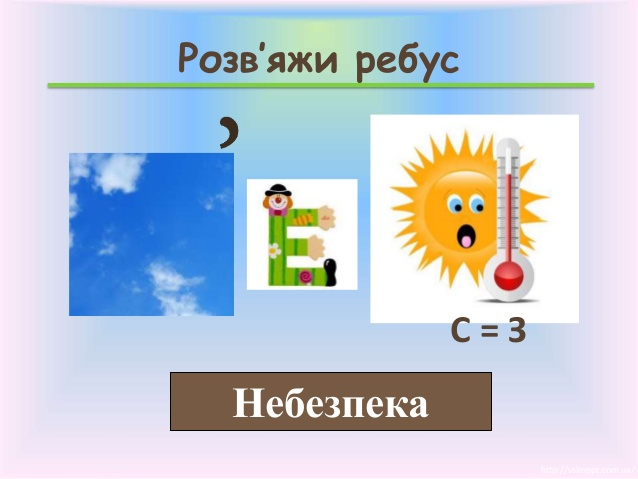 Розв’яжи ребус
,
Е
С = З
Небезпека